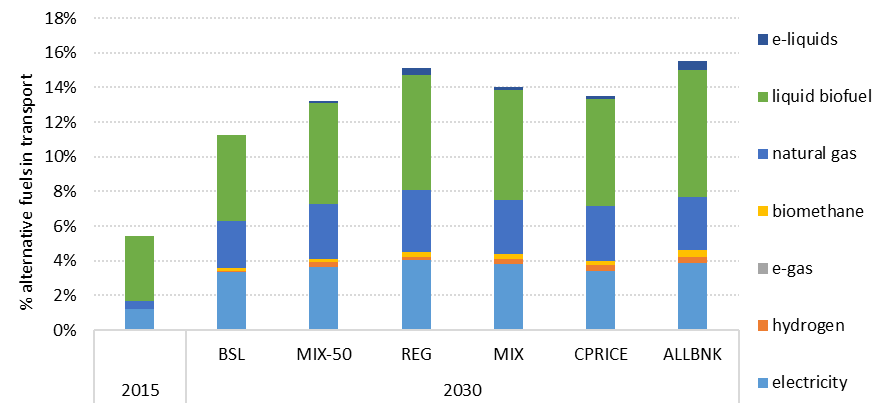 % alternative fuels in transport
18%
16%
14%
12%
10%
8%
6%
4%
2%
0%
BSL MIX-50 REG MIX CPRICE ALLBNK
2015 2030
e-liquids
liquid biofuel
natural gas
biomethane
e-gas
hydrogen
electricity